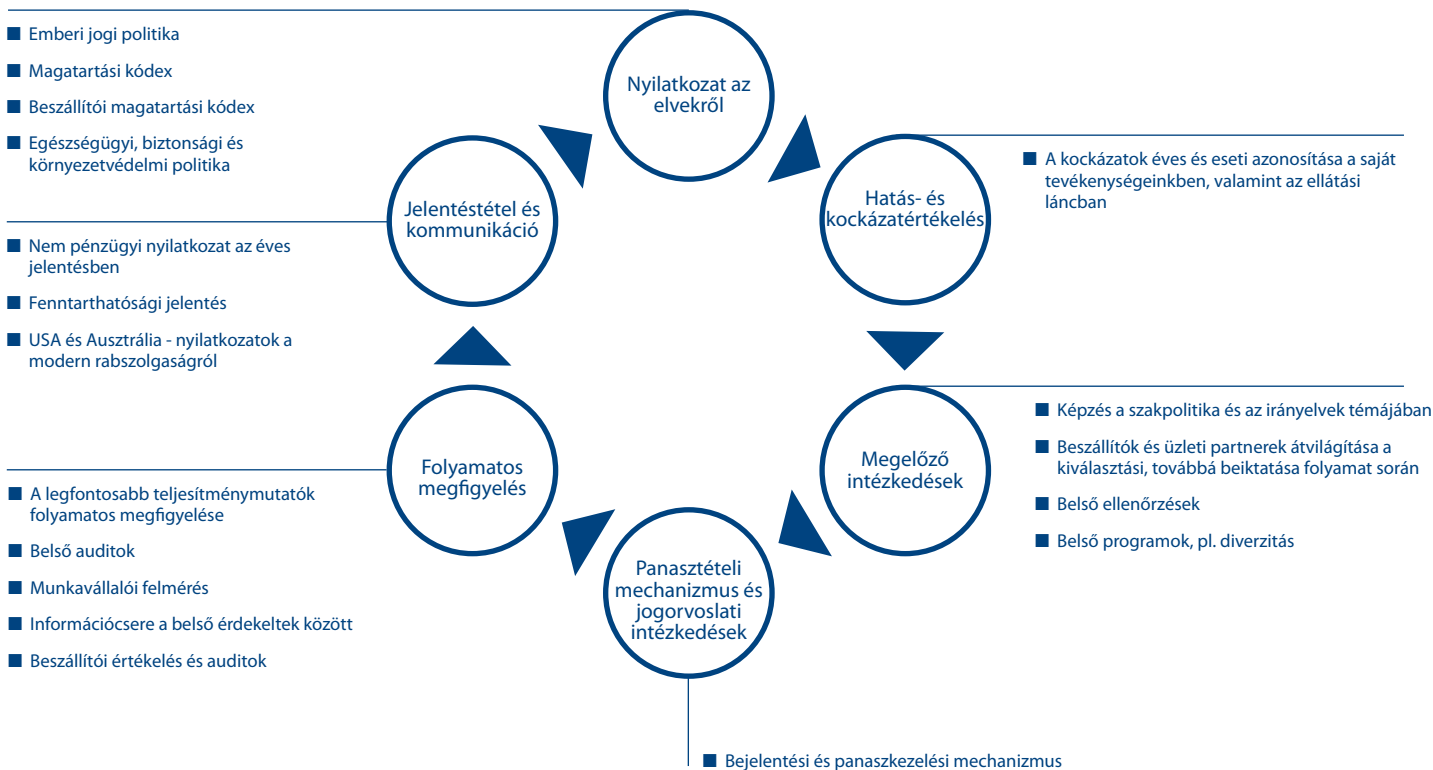 Nyilatkozat az
elvekről
■ Emberi jogi politika
■ Magatartási kódex
■ Beszállítói magatartási kódex
■ Egészségügyi, biztonsági és
környezetvédelmi politika
Hatás- és
kockázatértékelés
■ A kockázatok éves és eseti azonosítása a saját
tevékenységeinkben, valamint az ellátási
láncban
Megelőző
intézkedések
■ Képzés a szakpolitika és az irányelvek témájában
■ Beszállítók és üzleti partnerek átvilágítása a
kiválasztási, továbbá beiktatása folyamat során
■ Belső ellenőrzések
■ Belső programok, pl. diverzitás
Panasztételi
mechanizmus és
jogorvoslati
intézkedések
■ Bejelentési és panaszkezelési mechanizmus
Folyamatos
megfigyelés
■ A legfontosabb teljesítménymutatók
folyamatos megfigyelése
■ Belső auditok
■ Munkavállalói felmérés
■ Információcsere a belső érdekeltek között
■ Beszállítói értékelés és auditok
Jelentéstétel és
kommunikáció
■ Nem pénzügyi nyilatkozat az éves
jelentésben
■ Fenntarthatósági jelentés
■ USA és Ausztrália - nyilatkozatok a
modern rabszolgaságról